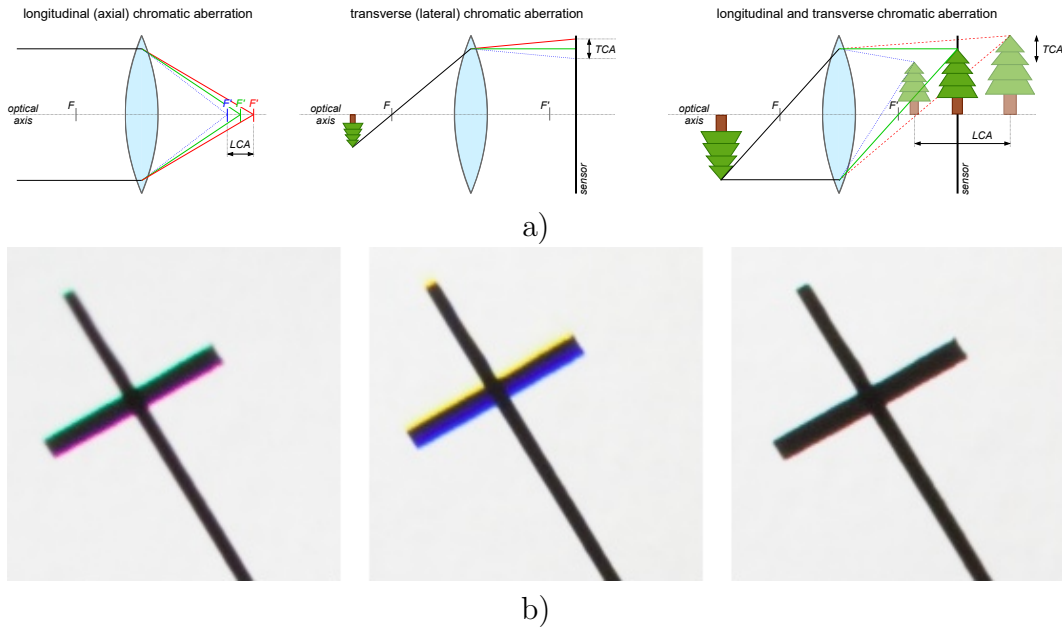 longitudinal (axial) chromatic aberration
transverse (lateral) chromatic aberration
longitudinal and transverse chromatic aberration
TCA
TCA
optical
axis
F
F' F' F'
LCA
optical
axis
F
F'
sensor
optical
axis
F
F'
LCA
sensor
a)
b)